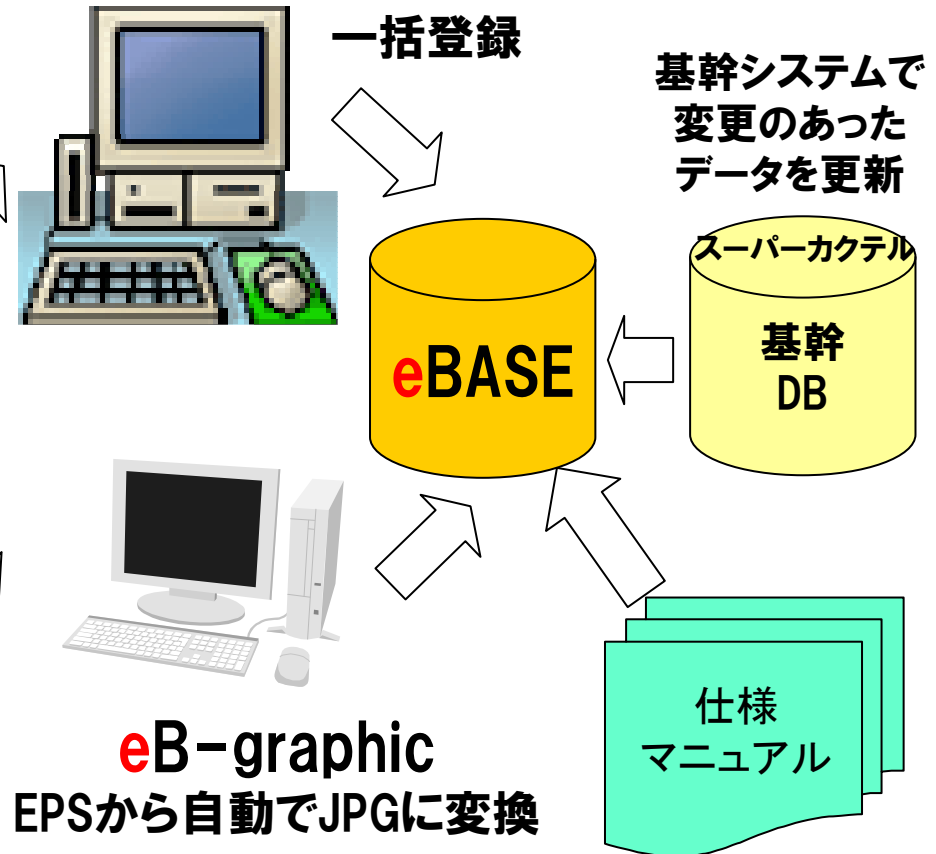 一括登録
基幹システムで
変更のあった
データを更新
スーパーカクテル
基幹
DB
eBASE
eB-graphic
EPSから自動でJPGに変換
仕様
マニュアル